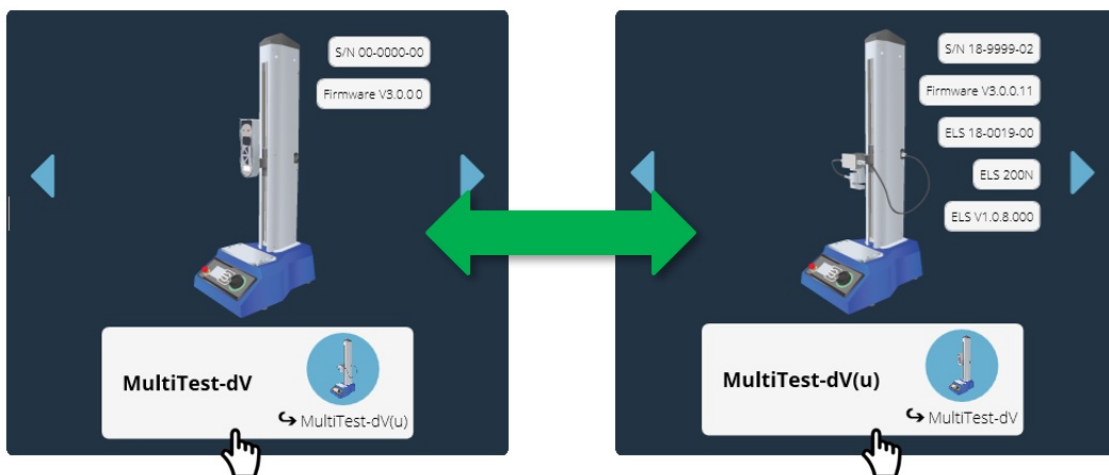 S/N 00-0000-00
Firmware V3.0.0.0
MultiTest-dV
MultiTest-dV(u)
S/N 18-9999-02
Firmware V3.0.0.11
ELS 18-0019-00
ELS 200N
ELS V1.0.8.000
MultiTest-dV(u)
MultiTest-dV